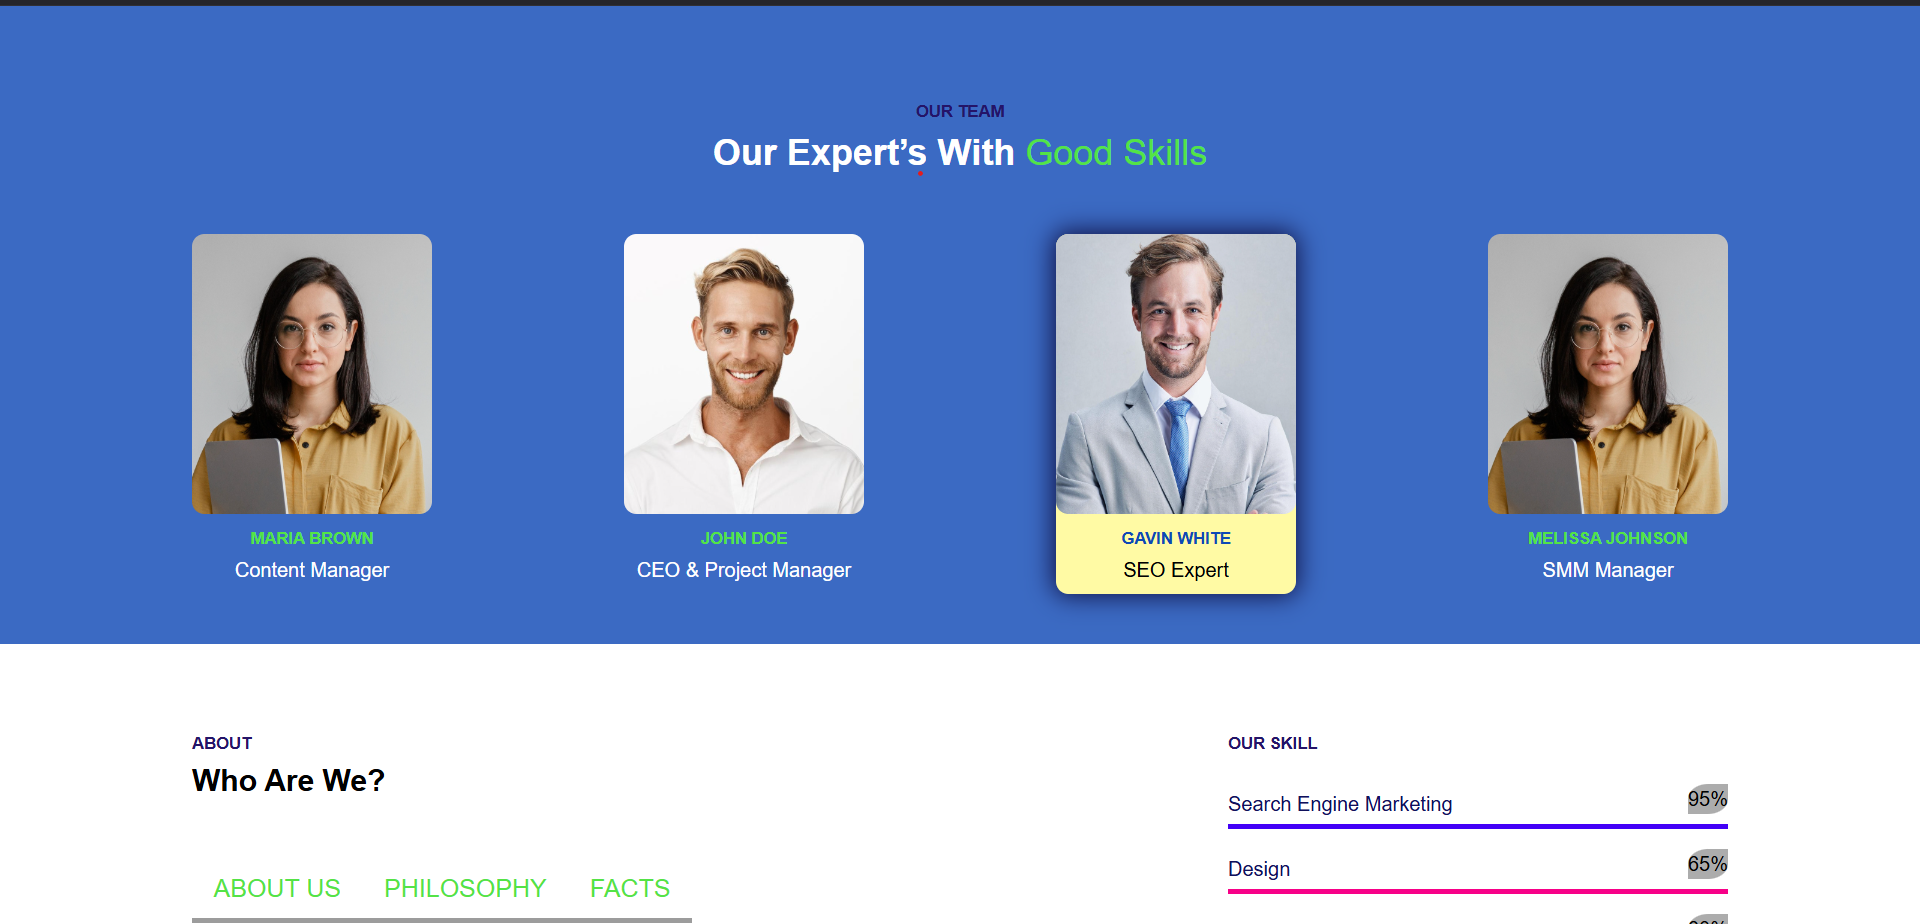 OUR TEAM
Our Expert’s With Good Skills
MARIA BROWN
Content Manager
JOHN DOE
CEO & Project Manager
GAVIN WHITE
SEO Expert
MELISSA JOHNSON
SMM Manager
ABOUT
Who Are We?
ABOUT US PHILOSOPHY FACTS
OUR SKILL
Search Engine Marketing 95%
Design 65%